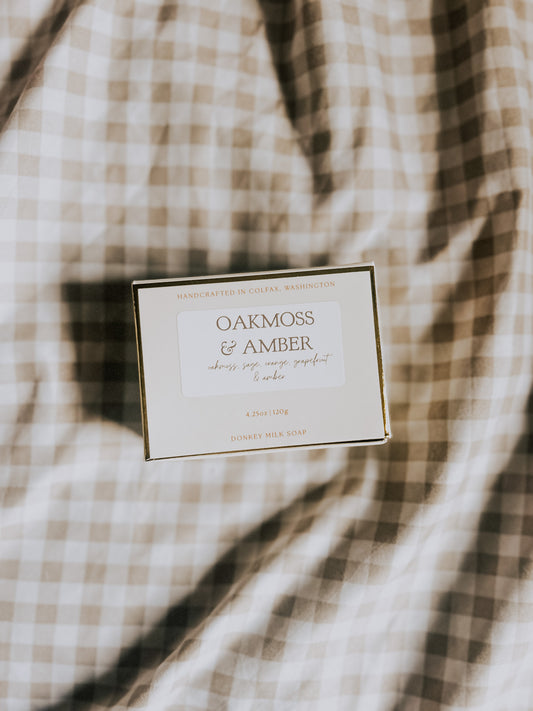 HANDCRAFTED IN COLFAX, WASHINGTON
OAKMOSS
& AMBER
oakmoss, sage, orange, grapefruit
& amber
4.25oz | 120g
DONKEY MILK SOAP